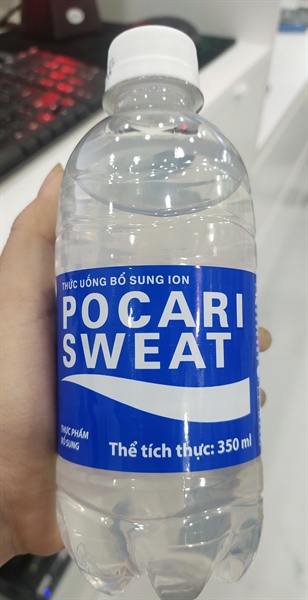 THỨC UỐNG BỔ SUNG ION
POCARI
SWEAT
THỰC PHẨM
BỔ SUNG
Thể tích thực: 350 ml